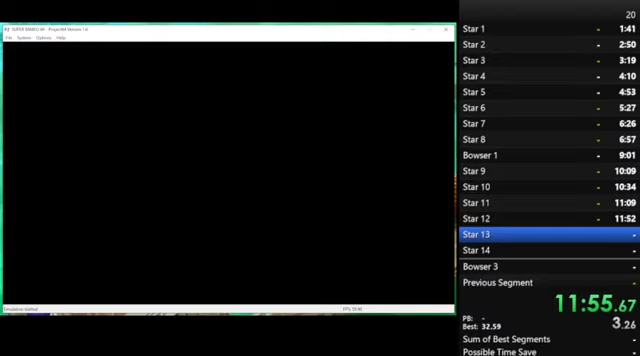 SUPER MARIO 64 - Project64 Version 1.6
File System Options Help
20
Star 1 - 1:41
Star 2 - 2:50
Star 3 - 3:19
Star 4 - 4:10
Star 5 - 4:53
Star 6 - 5:27
Star 7 - 6:26
Star 8 - 6:57
Bowser 1 - 9:01
Star 9 - 10:09
Star 10 - 10:34
Star 11 - 11:09
Star 12 - 11:52
Star 13 -
Star 14 -
Bowser 3 -
Previous Segment -
11:55.67
PB: -
Best: 32.59
3.26
Sum of Best Segments -
Possible Time Save -
Emulation started